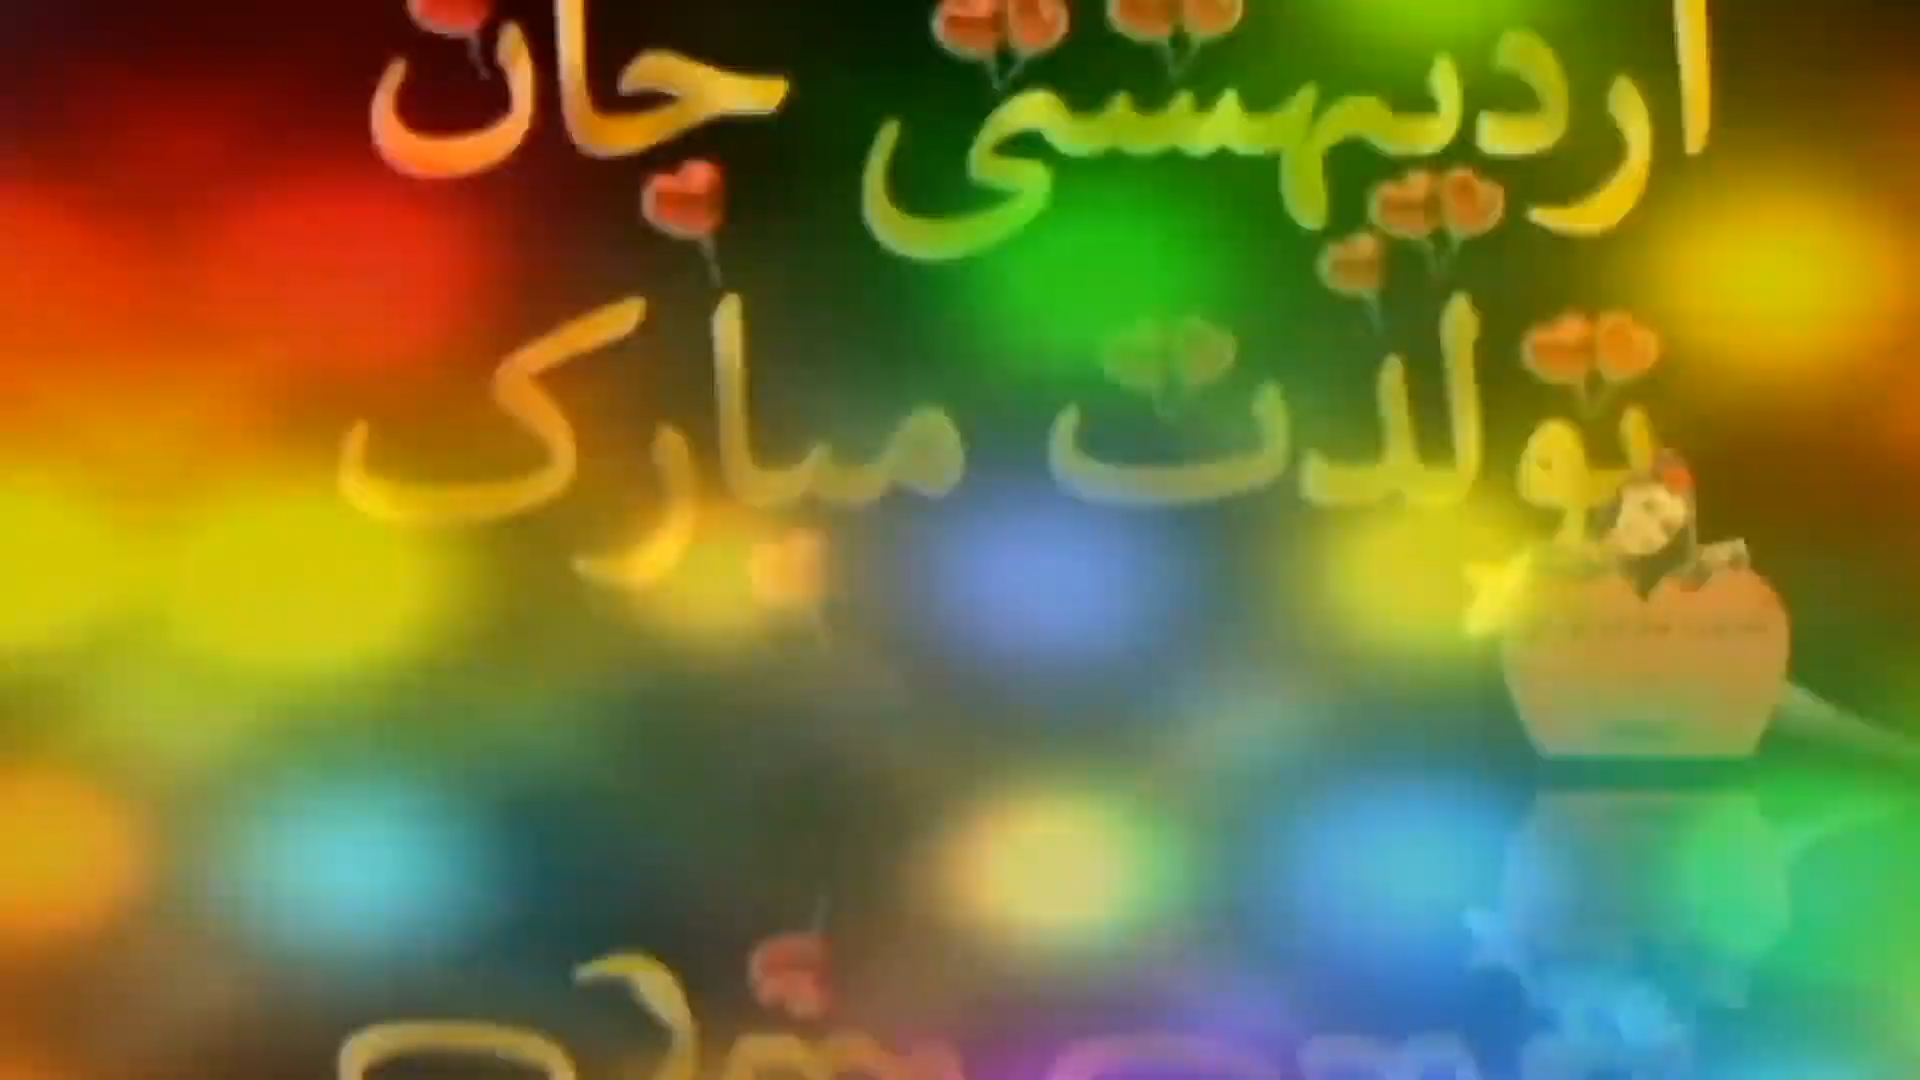 اردیبهشتی جان
تولدت مبارک